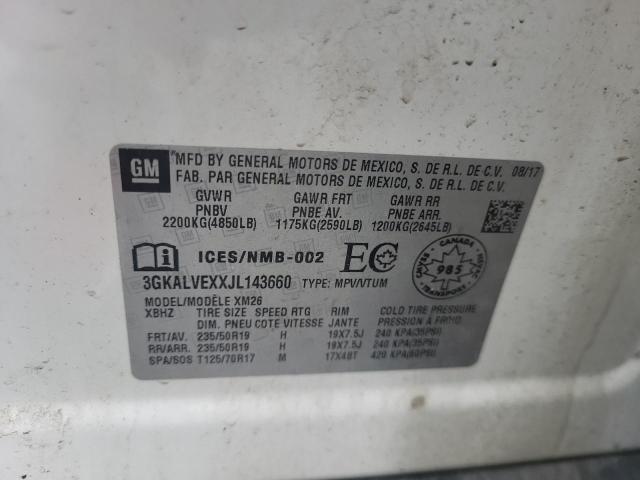 GM
MFD BY GENERAL MOTORS DE MEXICO, S. DE R.L. DE C.V. 08/17
FAB. PAR GENERAL MOTORS DE MEXICO, S. DE R.L. DE C.V.
GVWR GAWR FRT GAWR RR
PNBV PNBE AV. PNBE ARR.
2200KG(4850LB) 1175KG(2590LB) 1200KG(2645LB)
ICES/NMB-002 EC
CANADA
985
TRANSPORT
3GKALVEXXJL143660 TYPE: MPV/VTUM
MODEL/MODÈLE XM26
XBHZ TIRE SIZE SPEED RTG RIM COLD TIRE PRESSURE
DIM. PNEU COTE VITESSE JANTE PRESSION À FROID
FRT/AV. 235/50R19 H 19X7.5J 240 KPA(35PSI)
RR/ARR. 235/50R19 H 19X7.5J 240 KPA(35PSI)
SPA/SOS T125/70R17 M 17X4BT 420 KPA(60PSI)